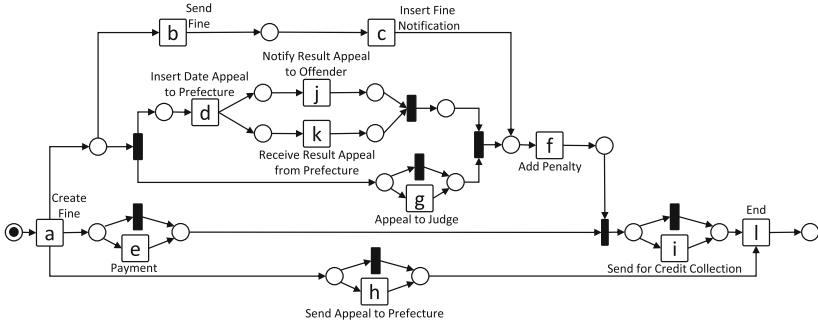 Send
Fine
b
Insert Fine
Notification
c
Notify Result Appeal
to Offender
Insert Date Appeal
to Prefecture
j
d
k
Receive Result Appeal
from Prefecture
f
Add Penalty
g
Appeal to Judge
Create
Fine
a
e
Payment
End
l
i
Send for Credit Collection
h
Send Appeal to Prefecture